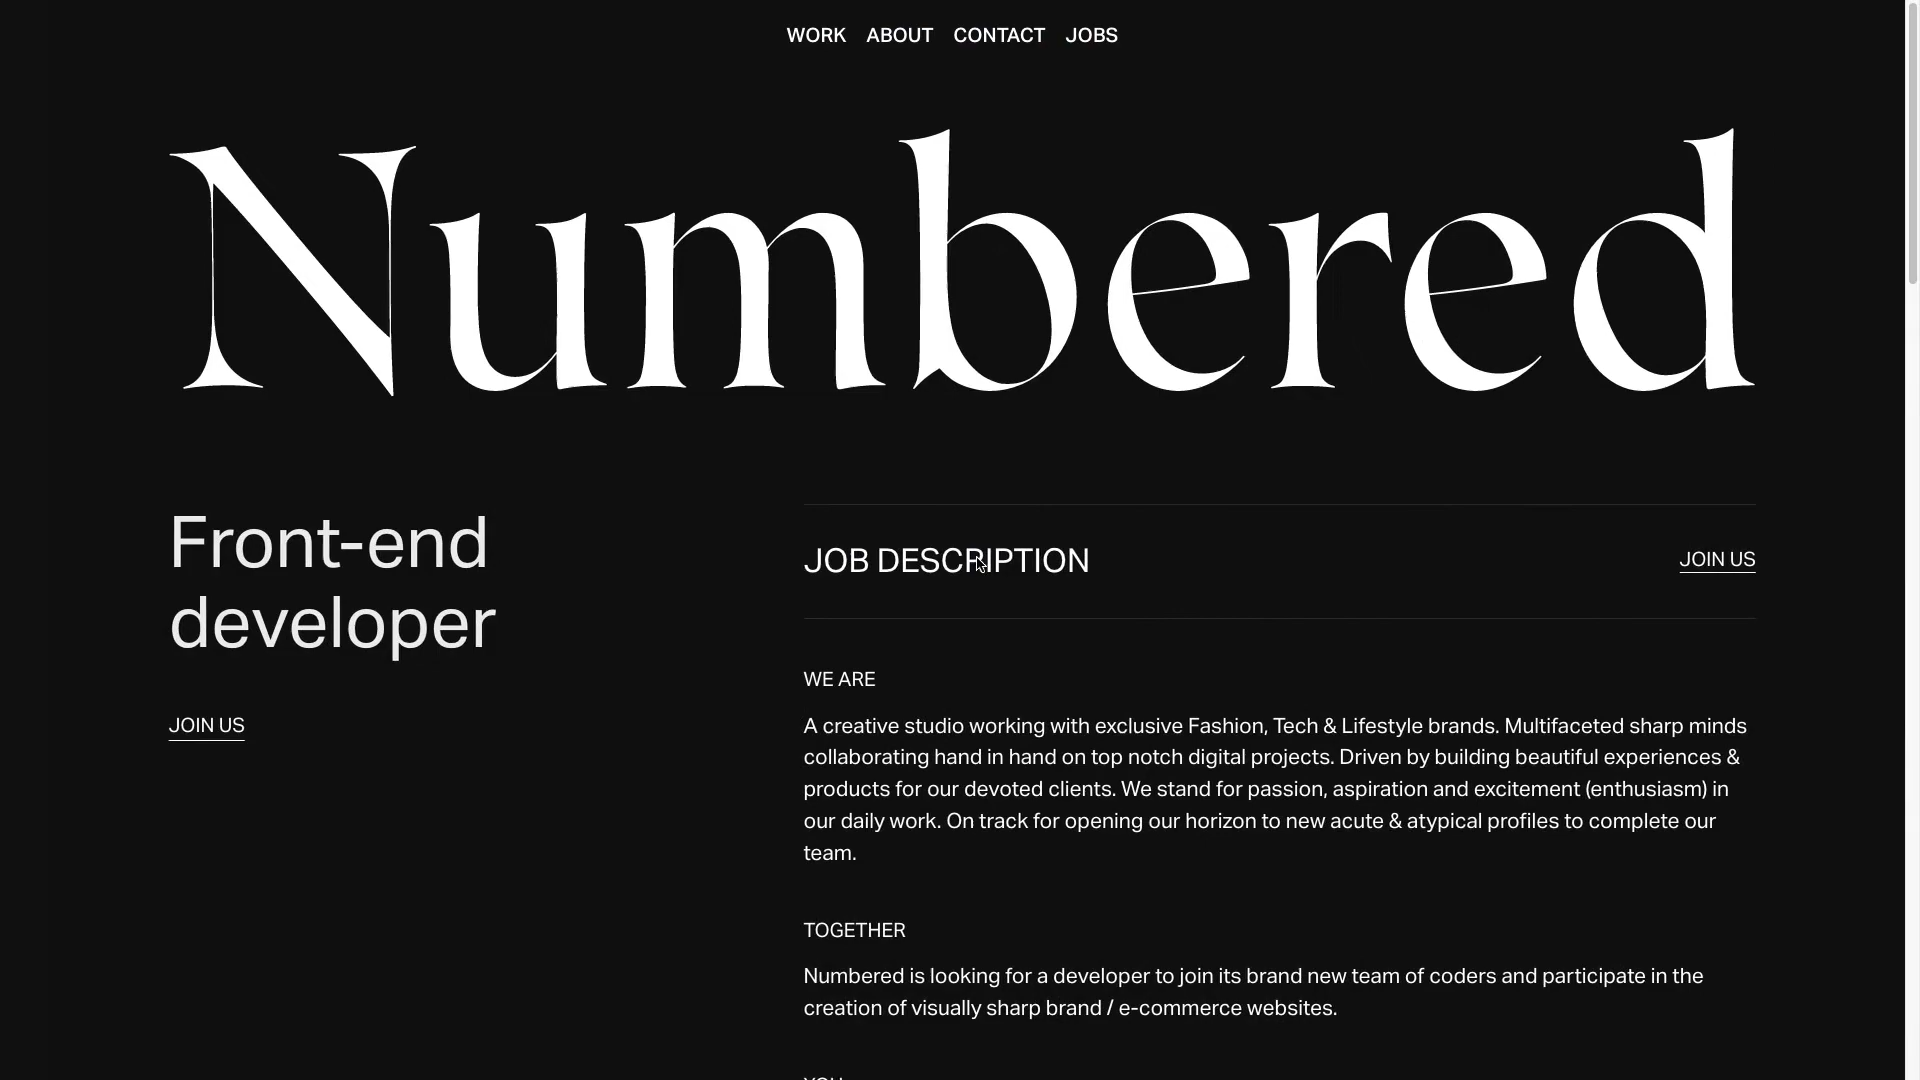 WORK ABOUT CONTACT JOBS
Numbered
Front-end
developer
JOIN US
JOB DESCRIPTION
JOIN US
WE ARE
A creative studio working with exclusive Fashion, Tech & Lifestyle brands. Multifaceted sharp minds
collaborating hand in hand on top notch digital projects. Driven by building beautiful experiences &
products for our devoted clients. We stand for passion, aspiration and excitement (enthusiasm) in
our daily work. On track for opening our horizon to new acute & atypical profiles to complete our
team.
TOGETHER
Numbered is looking for a developer to join its brand new team of coders and participate in the
creation of visually sharp brand / e-commerce websites.